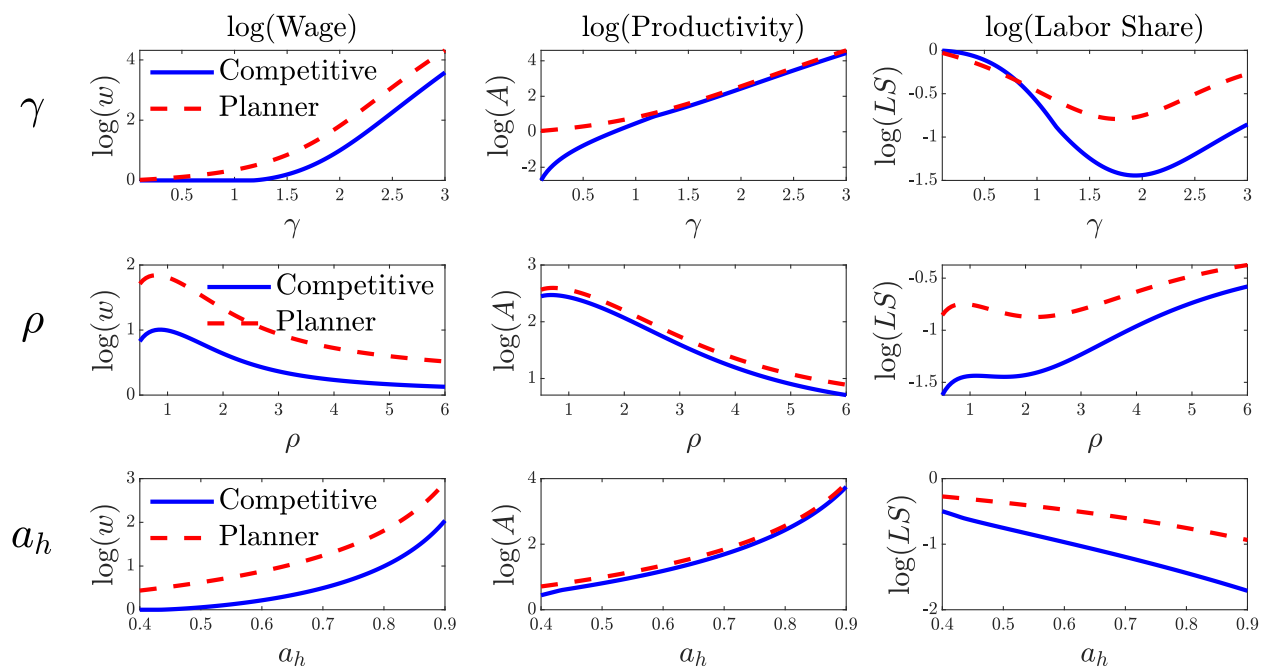 log(Wage) log(Productivity) log(Labor Share)
γ
log(w)
4
2
0
Competitive
Planner
0.5 1 1.5 2 2.5 3
γ
log(A)
4
2
0
-2
0.5 1 1.5 2 2.5 3
γ
log(LS)
0
-0.5
-1
-1.5
0.5 1 1.5 2 2.5 3
γ
ρ
log(w)
2
1
0
Competitive
Planner
1 2 3 4 5 6
ρ
log(A)
3
2
1
1 2 3 4 5 6
ρ
log(LS)
-0.5
-1
-1.5
1 2 3 4 5 6
ρ
a_h
log(w)
3
2
1
0
Competitive
Planner
0.4 0.5 0.6 0.7 0.8 0.9
a_h
log(A)
4
2
0
0.4 0.5 0.6 0.7 0.8 0.9
a_h
log(LS)
0
-1
-2
0.4 0.5 0.6 0.7 0.8 0.9
a_h